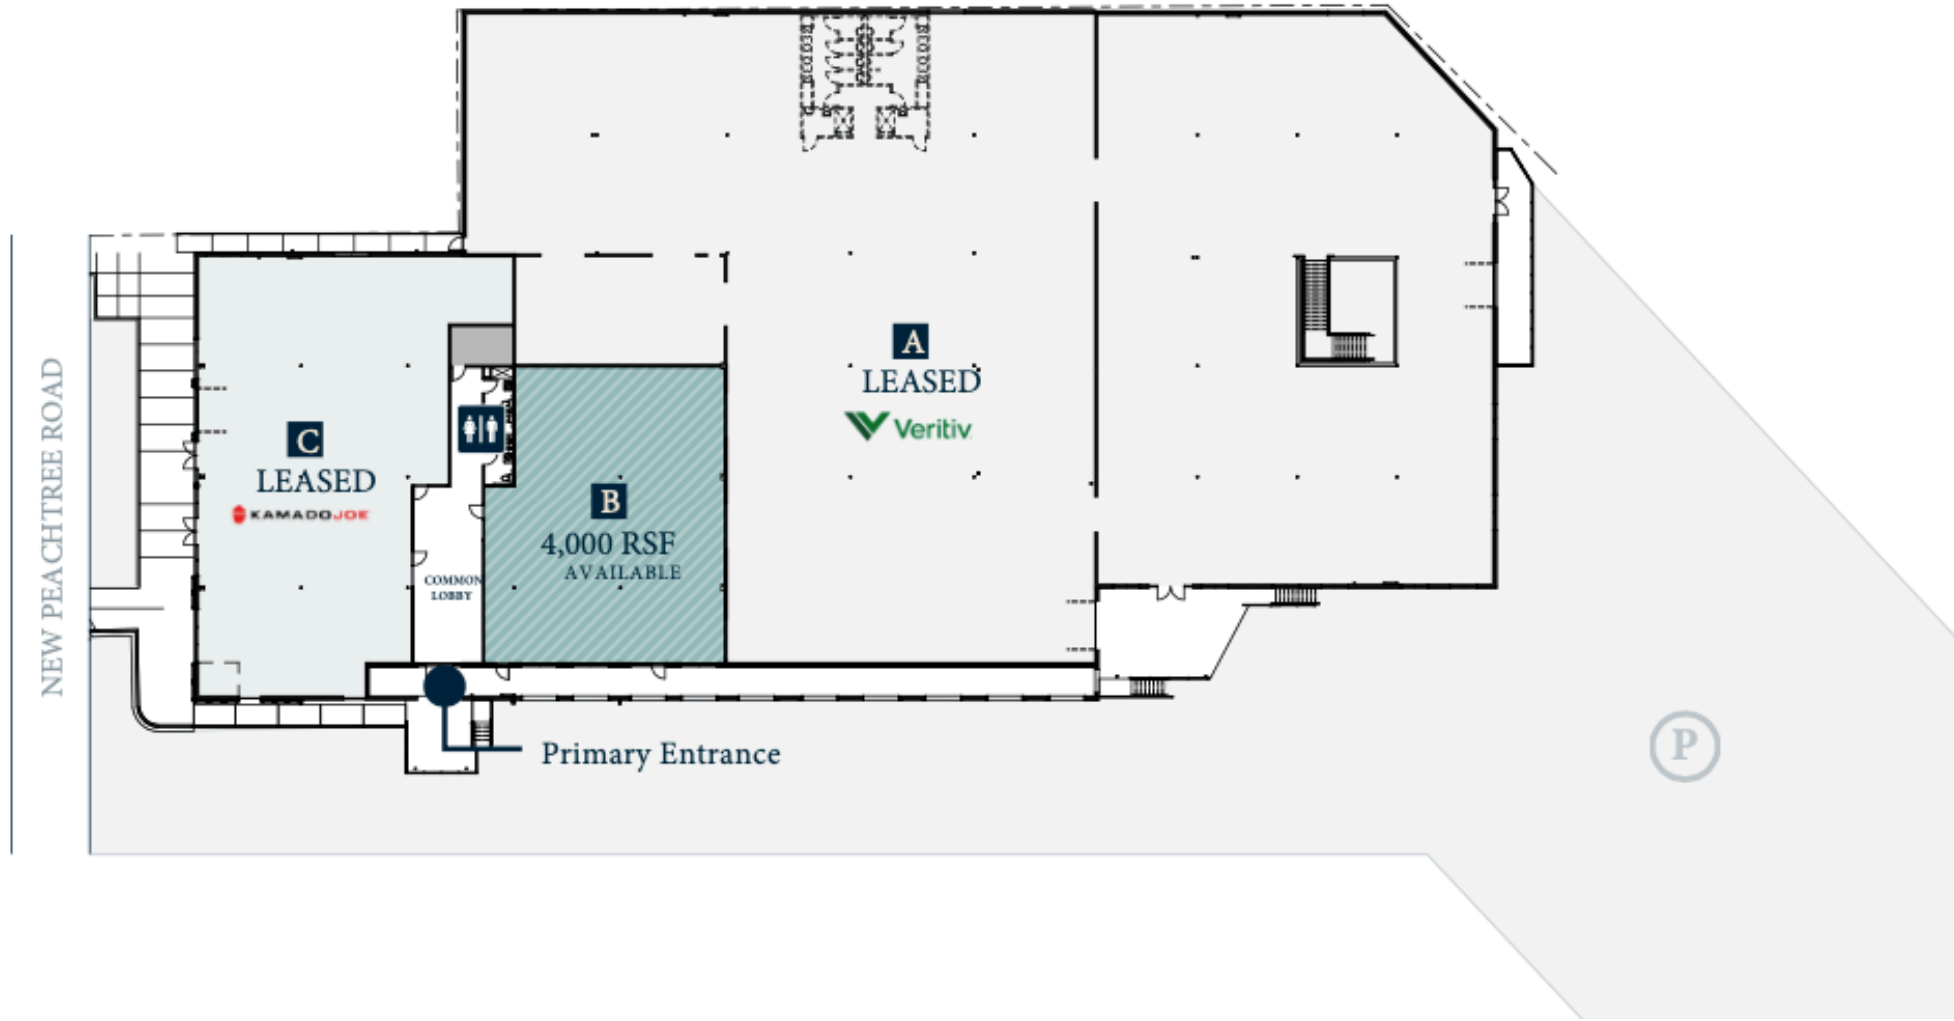 A
LEASED
Veritiv
NEW PEACHTREE ROAD
C
LEASED
KAMADOJOE
B
4,000 RSF
AVAILABLE
COMMON
LOBBY
Primary Entrance
P